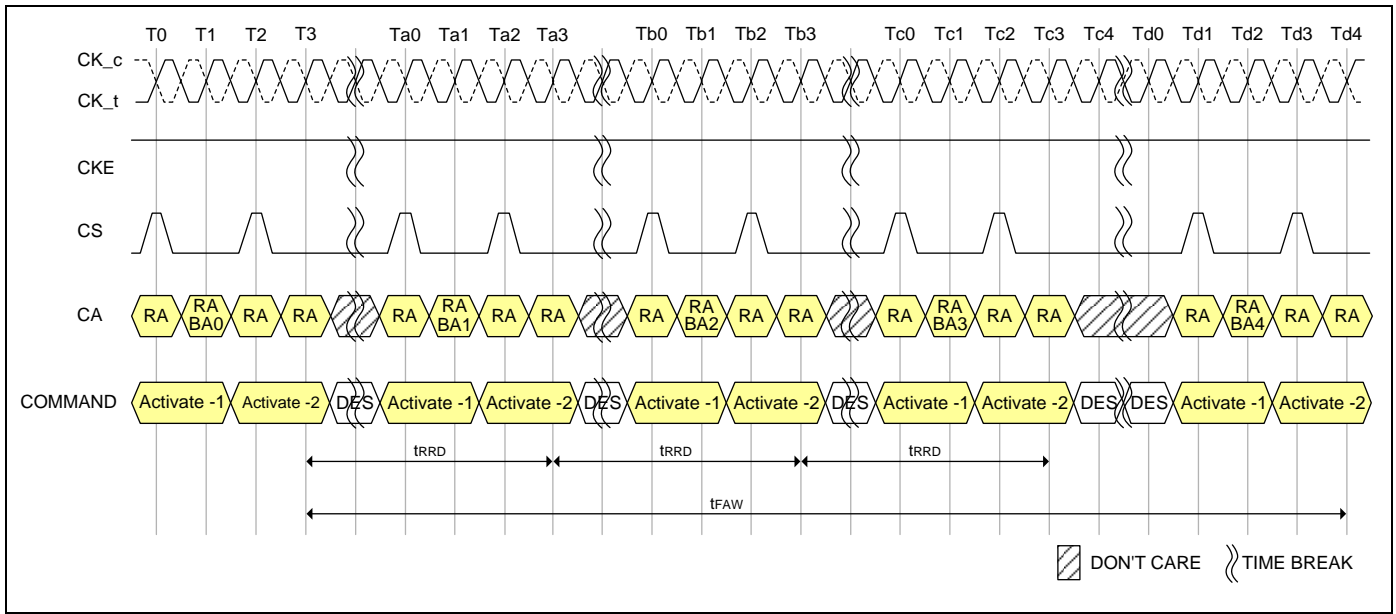 T0 T1 T2 T3 Ta0 Ta1 Ta2 Ta3 Tb0 Tb1 Tb2 Tb3 Tc0 Tc1 Tc2 Tc3 Tc4 Td0 Td1 Td2 Td3 Td4
CK_c
CK_t
CKE
CS
CA RA RA BA0 RA RA RA RA BA1 RA RA RA RA BA2 RA RA RA RA BA3 RA RA RA RA BA4 RA RA
COMMAND Activate -1 Activate -2 DES Activate -1 Activate -2 DES Activate -1 Activate -2 DES Activate -1 Activate -2 DES DES Activate -1 Activate -2
tRRD tRRD tRRD
tFAW
DON'T CARE TIME BREAK